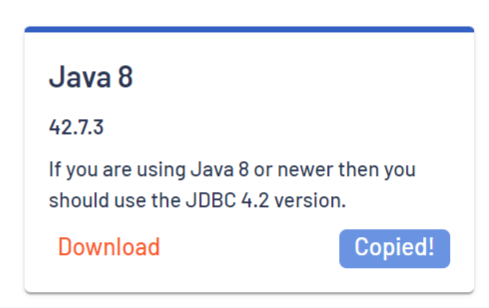 Java 8
42.7.3
If you are using Java 8 or newer then you
should use the JDBC 4.2 version.
Download
Copied!